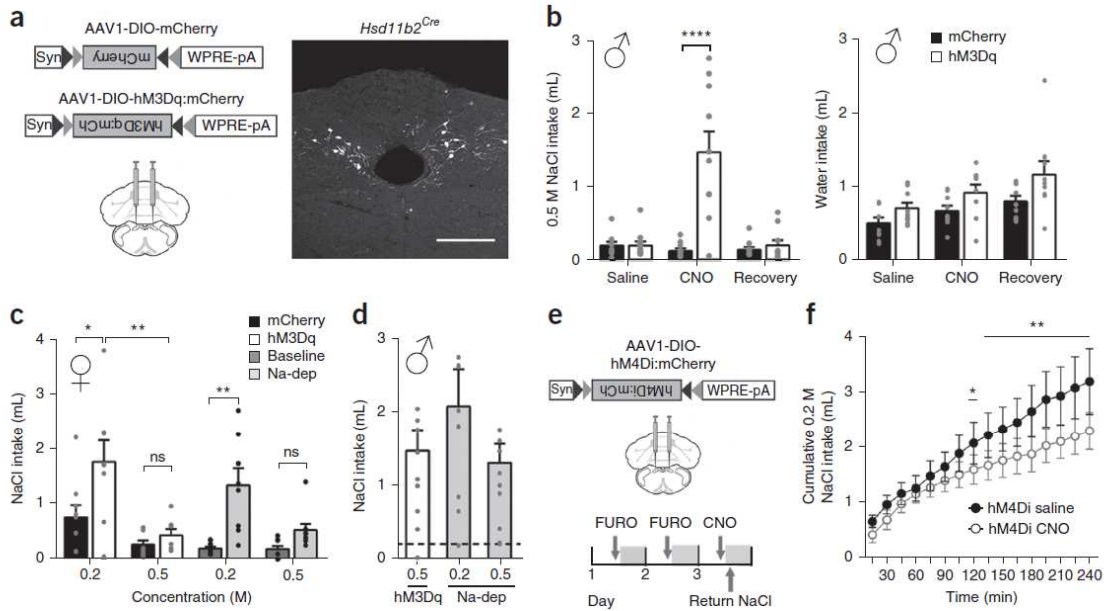 a
AAV1-DIO-mCherry
Syn mCherry WPRE-pA
AAV1-DIO-hM3Dq:mCherry
Syn hM3Dq:mCh WPRE-pA
Hsd11b2Cre
b
0.5 M NaCl intake (mL)
3
2
1
0
****
Saline CNO Recovery
Water intake (mL)
3
2
1
0
mCherry
hM3Dq
Saline CNO Recovery
c
NaCl intake (mL)
4
3
2
1
0
* **
ns
**
ns
mCherry
hM3Dq
Baseline
Na-dep
0.2 0.5 0.2 0.5
Concentration (M)
d
NaCl intake (mL)
3
2
1
0
0.5 0.2 0.5
hM3Dq Na-dep
e
AAV1-DIO-
hM4Di:mCherry
Syn hM4Di:mCh WPRE-pA
FURO FURO CNO
1 2 3
Day Return NaCl
f
Cumulative 0.2 M
NaCl intake (mL)
4
3
2
1
0
**
*
hM4Di saline
hM4Di CNO
30 60 90 120 150 180 210 240
Time (min)